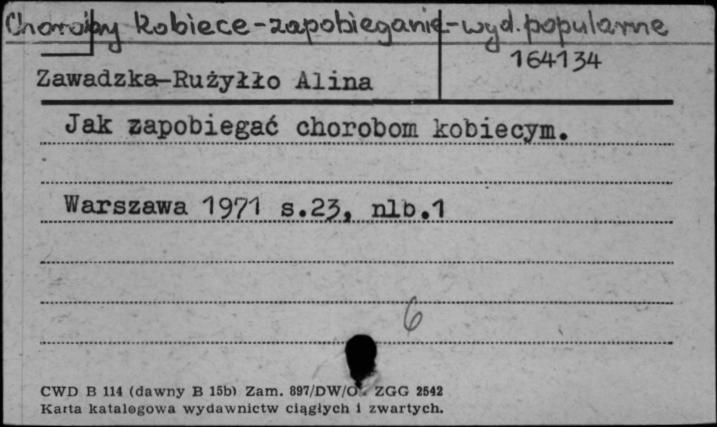 Choroby kobiece-zapobieganie-wyd. popularne
164134
Zawadzka-Rużyłło Alina
Jak zapobiegać chorobom kobiecym.
Warszawa 1971 s.23, nlb.1
6
CWD B 114 (dawny B 15b) Zam. 897/DW/O. ZGG 2542
Karta katalogowa wydawnictw ciągłych i zwartych.